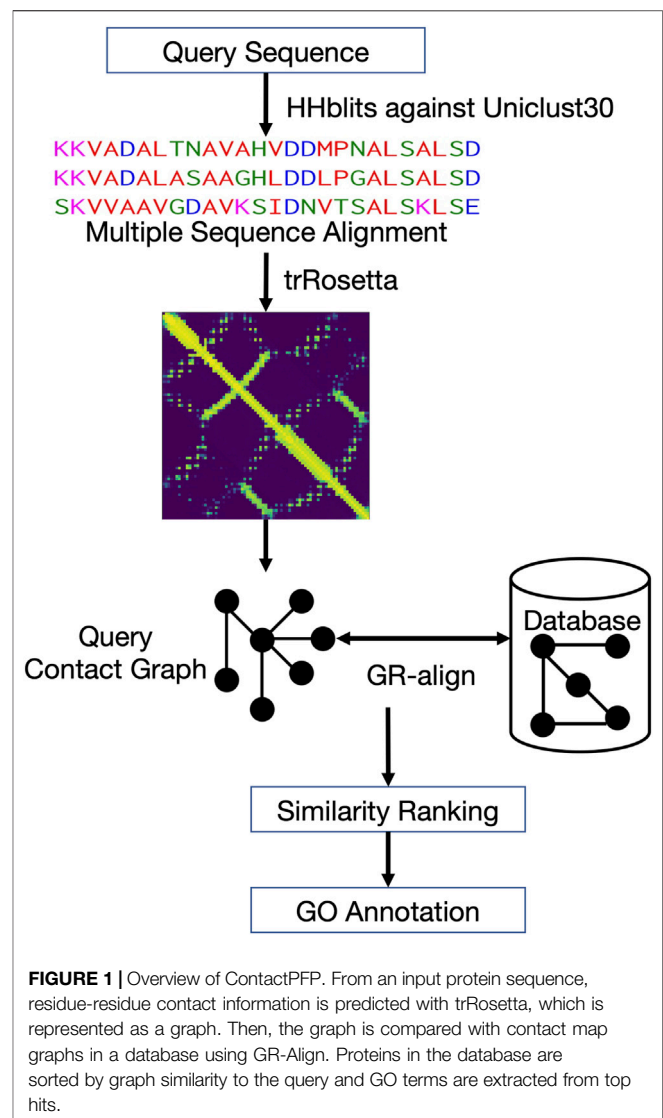 Query Sequence
HHblits against Uniclust30
KKVADALTNAVAHVDDMPNALSALSD
KKVADALASAAGHLDDLPGALSALSD
SKVVAAVGDAVKSIDNVTSALSKLSE
Multiple Sequence Alignment
trRosetta
Query
Contact Graph
GR-align
Database
Similarity Ranking
GO Annotation
FIGURE 1 | Overview of ContactPFP. From an input protein sequence,
residue-residue contact information is predicted with trRosetta, which is
represented as a graph. Then, the graph is compared with contact map
graphs in a database using GR-Align. Proteins in the database are
sorted by graph similarity to the query and GO terms are extracted from top
hits.